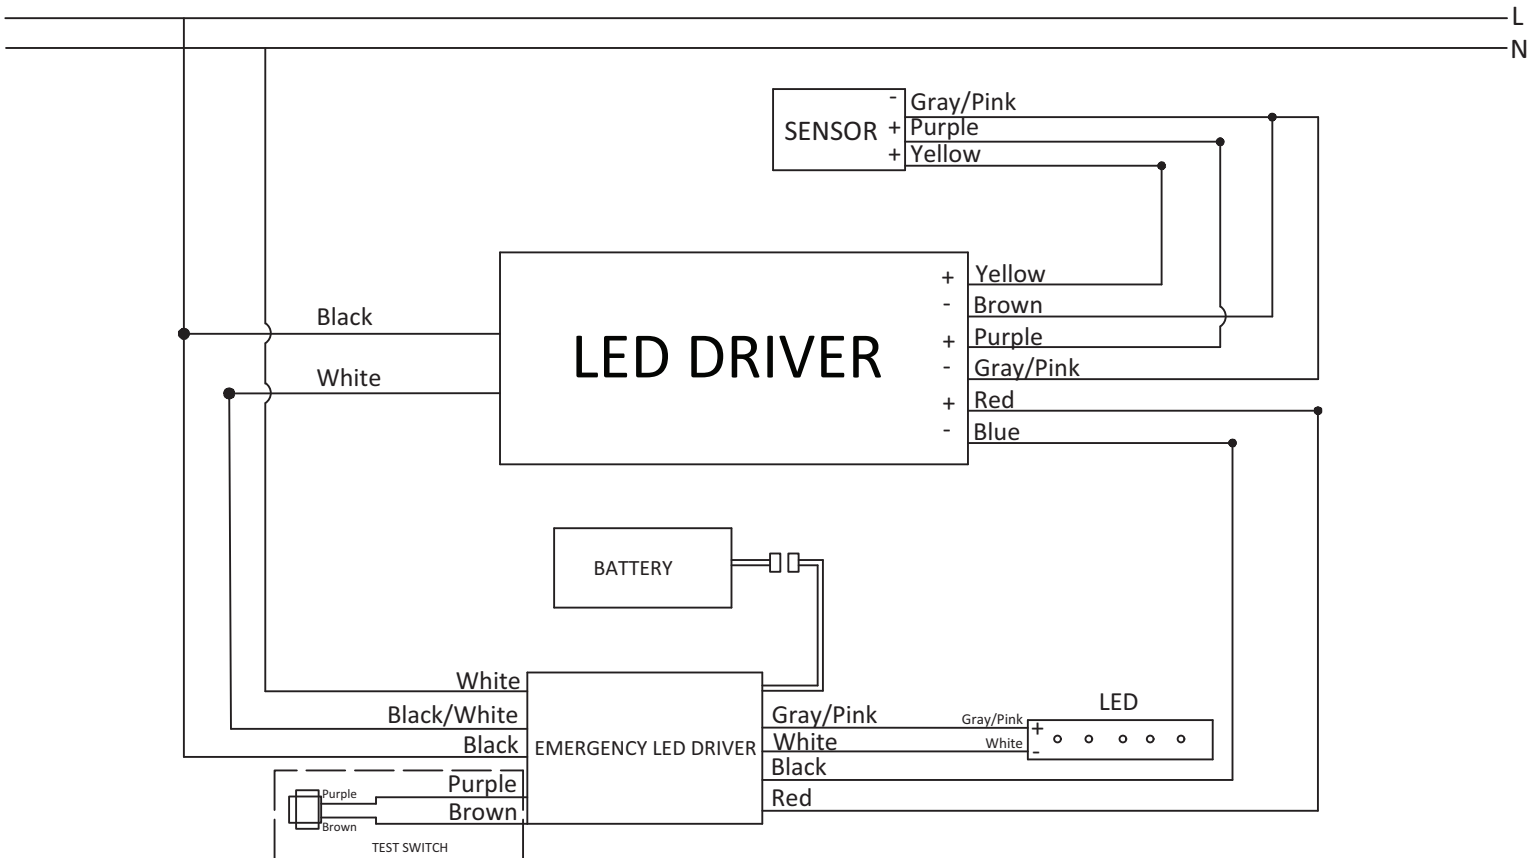 L
N
- Gray/Pink
SENSOR + Purple
+ Yellow
+ Yellow
- Brown
+ Purple
- Gray/Pink
+ Red
- Blue
Black
White
LED DRIVER
BATTERY
White
Black/White
Black
Purple
Brown
EMERGENCY LED DRIVER
Gray/Pink
White
Black
Red
LED
Gray/Pink +
White -
Purple
Brown
TEST SWITCH